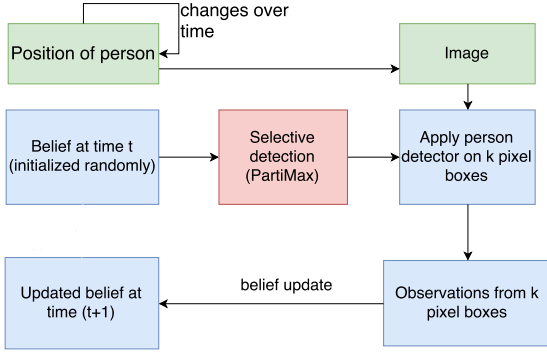 changes over
time
Position of person
Image
Belief at time t
(initialized randomly)
Selective
detection
(PartiMax)
Apply person
detector on k pixel
boxes
Updated belief at
time (t+1)
belief update
Observations from k
pixel boxes